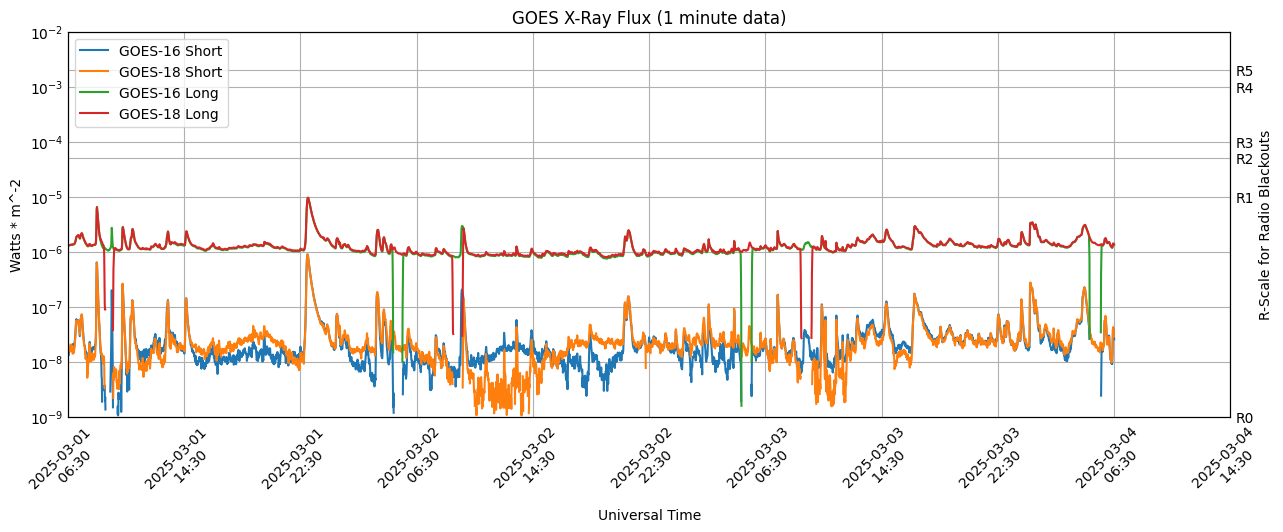 GOES X-Ray Flux (1 minute data)
GOES-16 Short
GOES-18 Short
GOES-16 Long
GOES-18 Long
10^-2
10^-3
10^-4
10^-5
10^-6
10^-7
10^-8
10^-9
Watts * m^-2
R5
R4
R3
R2
R1
R0
R-Scale for Radio Blackouts
2025-03-01
06:30
2025-03-01
14:30
2025-03-01
22:30
2025-03-02
06:30
2025-03-02
14:30
2025-03-02
22:30
2025-03-03
06:30
2025-03-03
14:30
2025-03-03
22:30
2025-03-04
06:30
2025-03-04
14:30
Universal Time